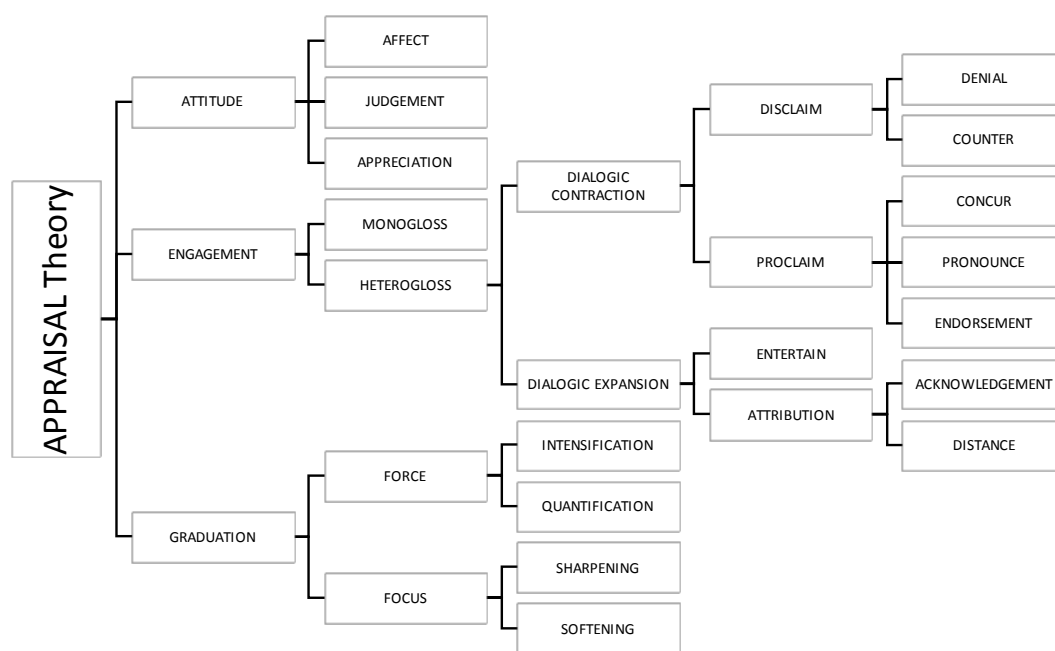 APPRAISAL Theory
ATTITUDE
AFFECT
JUDGEMENT
APPRECIATION
ENGAGEMENT
MONOGLOSS
HETEROGLOSS
DIALOGIC
CONTRACTION
DISCLAIM
DENIAL
COUNTER
PROCLAIM
CONCUR
PRONOUNCE
ENDORSEMENT
DIALOGIC EXPANSION
ENTERTAIN
ATTRIBUTION
ACKNOWLEDGEMENT
DISTANCE
GRADUATION
FORCE
INTENSIFICATION
QUANTIFICATION
FOCUS
SHARPENING
SOFTENING